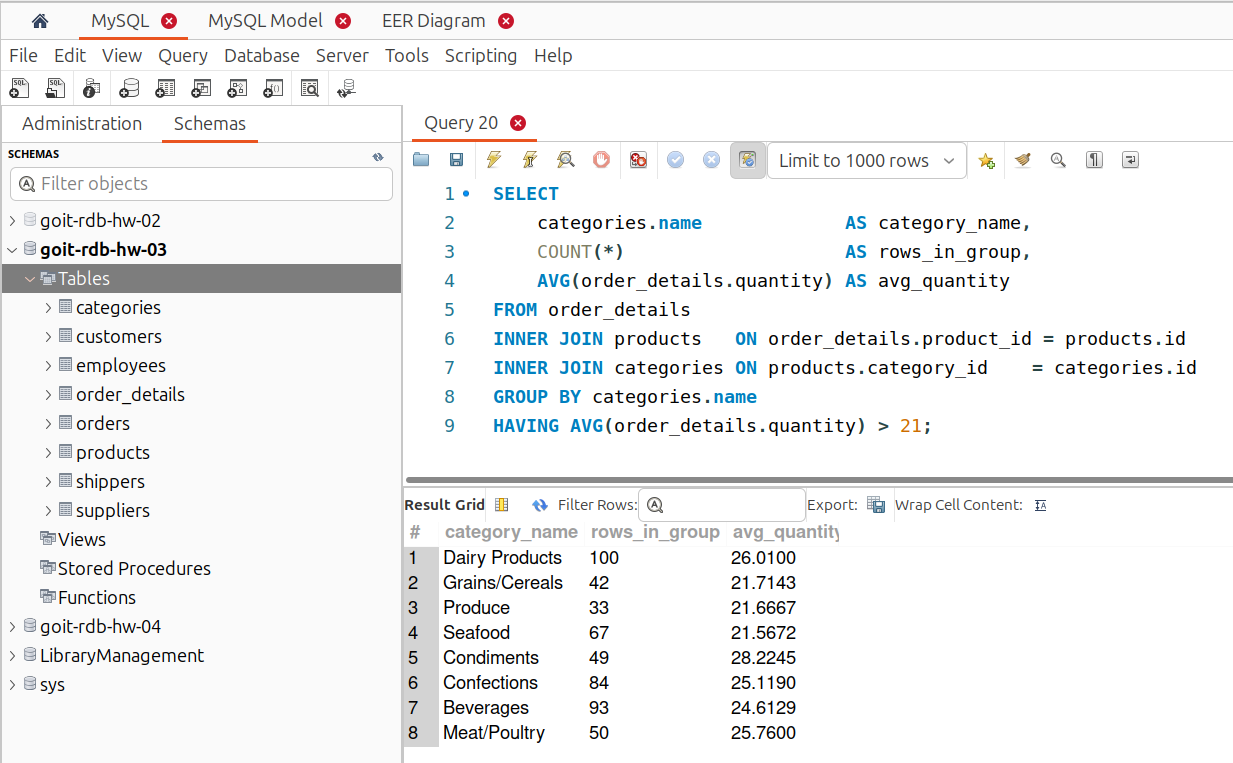 MySQL MySQL Model EER Diagram
File Edit View Query Database Server Tools Scripting Help
Administration Schemas
SCHEMAS
Filter objects
goit-rdb-hw-02
goit-rdb-hw-03
Tables
categories
customers
employees
order_details
orders
products
shippers
suppliers
Views
Stored Procedures
Functions
goit-rdb-hw-04
LibraryManagement
sys
Query 20
Limit to 1000 rows
1 SELECT
2 categories.name AS category_name,
3 COUNT(*) AS rows_in_group,
4 AVG(order_details.quantity) AS avg_quantity
5 FROM order_details
6 INNER JOIN products ON order_details.product_id = products.id
7 INNER JOIN categories ON products.category_id = categories.id
8 GROUP BY categories.name
9 HAVING AVG(order_details.quantity) > 21;
Result Grid Filter Rows: Export: Wrap Cell Content:
# category_name rows_in_group avg_quantity
1 Dairy Products 100 26.0100
2 Grains/Cereals 42 21.7143
3 Produce 33 21.6667
4 Seafood 67 21.5672
5 Condiments 49 28.2245
6 Confections 84 25.1190
7 Beverages 93 24.6129
8 Meat/Poultry 50 25.7600